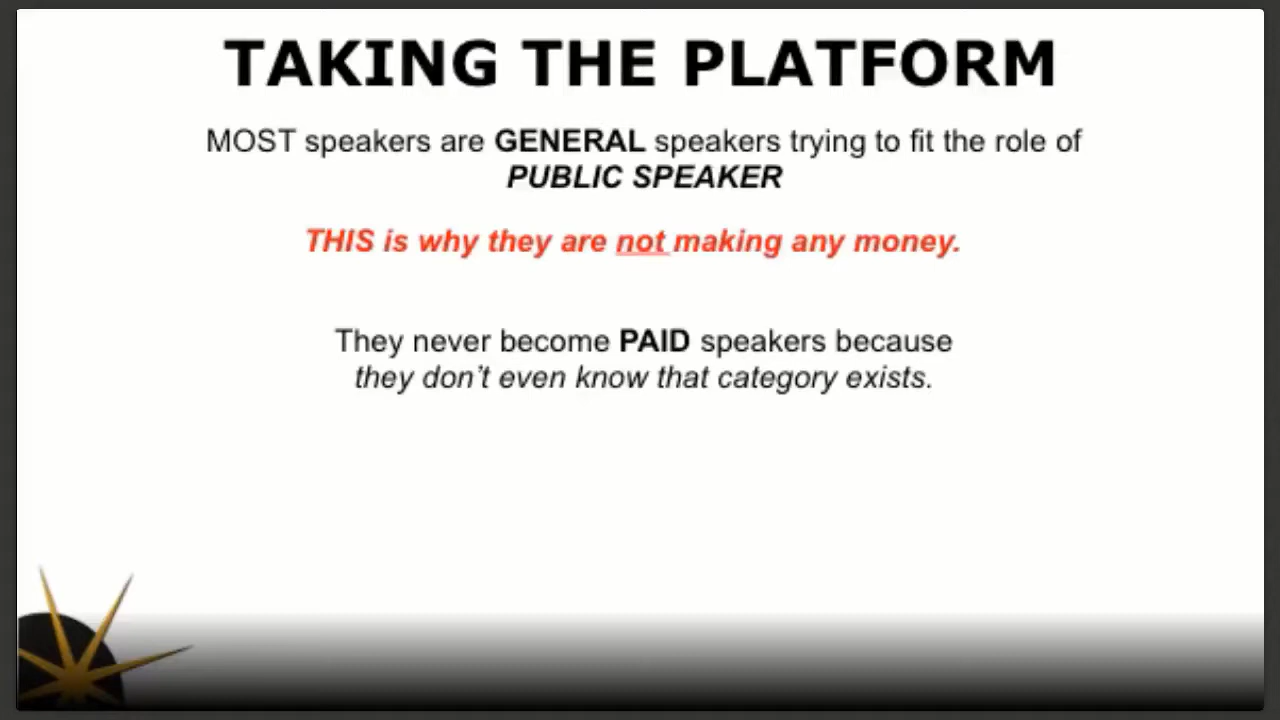 TAKING THE PLATFORM
MOST speakers are GENERAL speakers trying to fit the role of
PUBLIC SPEAKER
THIS is why they are not making any money.
They never become PAID speakers because
they don’t even know that category exists.